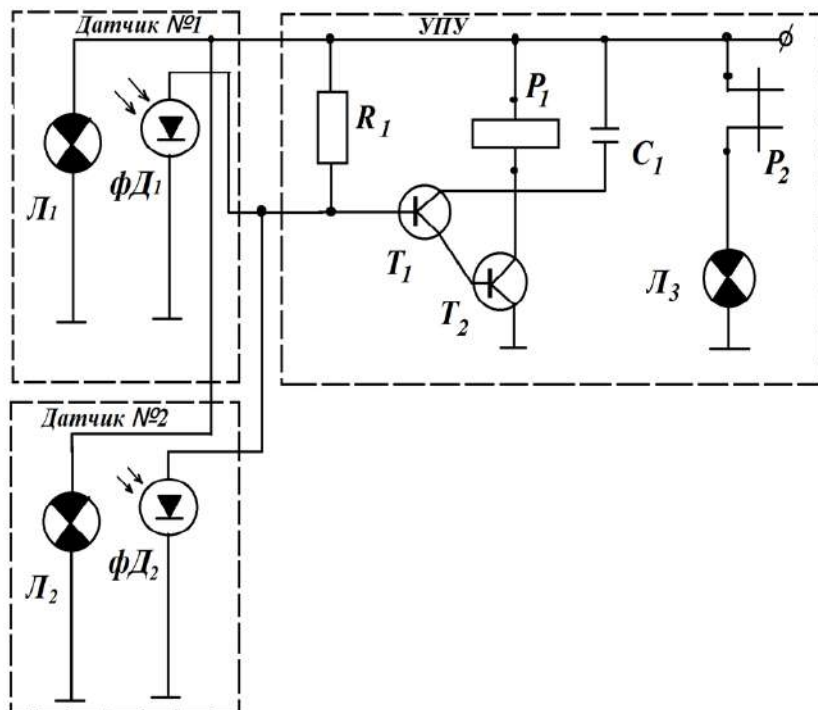 Датчик №1
УПУ
Л1
фД1
R1
P1
C1
P2
T1
T2
Л3
Датчик №2
Л2
фД2